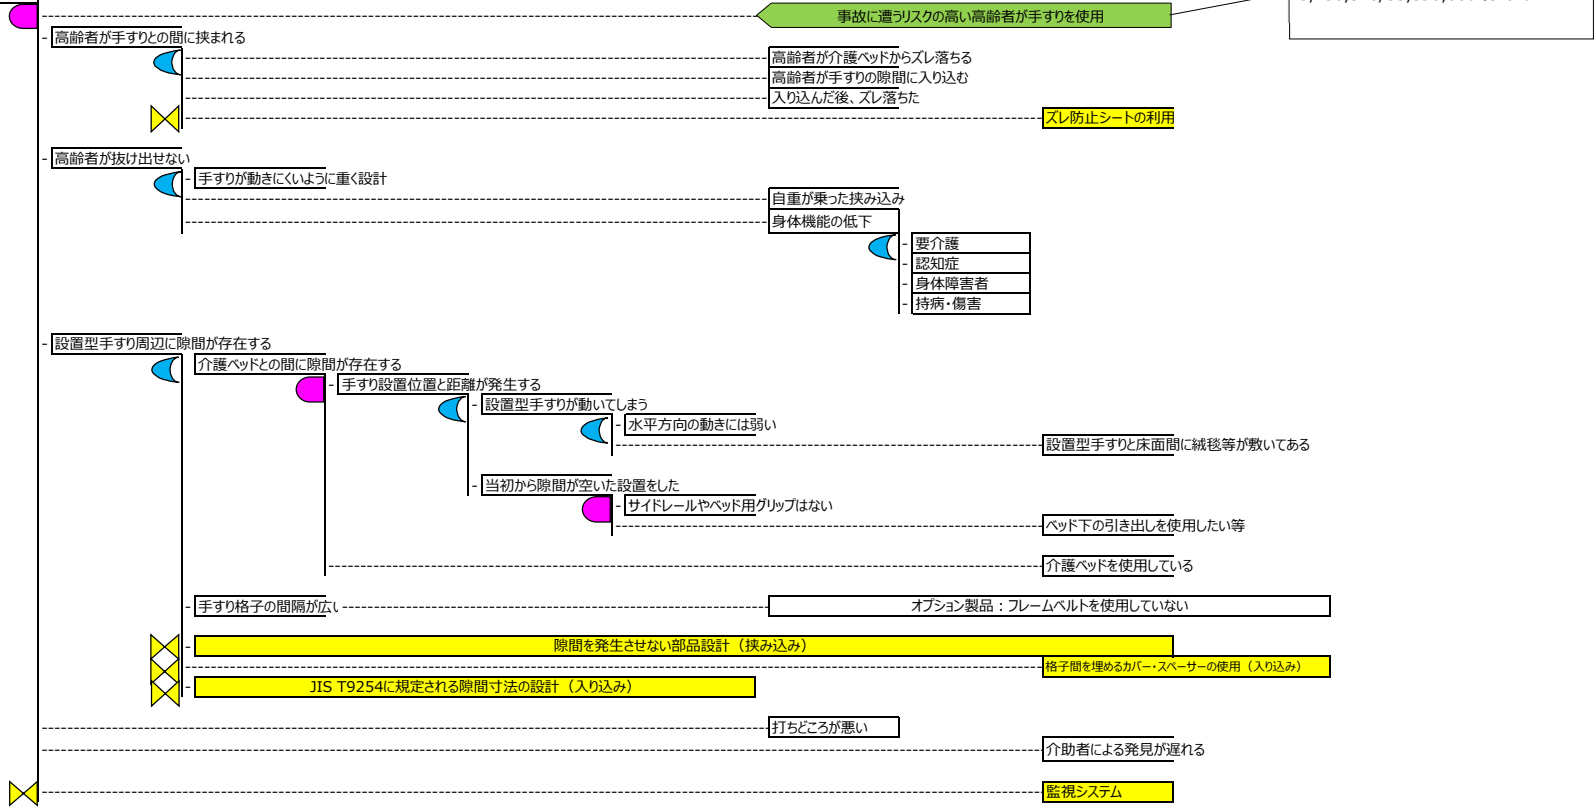 事故に遭うリスクの高い高齢者が手すりを使用
高齢者が手すりとの間に挟まれる
高齢者が介護ベッドからズレ落ちる
高齢者が手すりの隙間に入り込む
入り込んだ後、ズレ落ちた
ズレ防止シートの利用
高齢者が抜け出せない
手すりが動きにくいように重く設計
自重が乗った挟み込み
身体機能の低下
要介護
認知症
身体障害者
持病・傷害
設置型手すり周辺に隙間が存在する
介護ベッドとの間に隙間が存在する
手すり設置位置と距離が発生する
設置型手すりが動いてしまう
水平方向の動きには弱い
設置型手すりと床面間に絨毯等が敷いてある
当初から隙間が空いた設置をした
サイドレールやベッド用グリップはない
ベッド下の引き出しを使用したい等
介護ベッドを使用している
手すり格子の間隔が広い
オプション製品：フレームベルトを使用していない
隙間を発生させない部品設計（挟み込み）
格子間を埋めるカバー・スペーサーの使用（入り込み）
JIS T9254に規定される隙間寸法の設計（入り込み）
打ちどころが悪い
介助者による発見が遅れる
監視システム